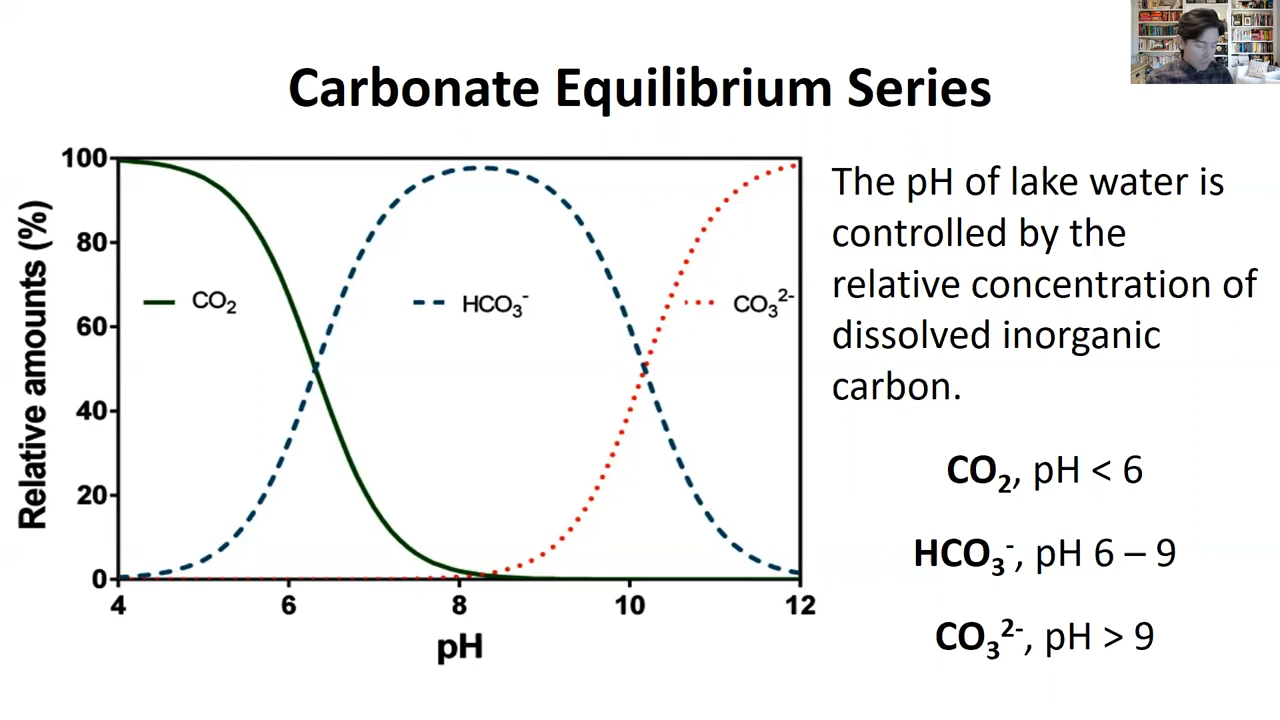 Carbonate Equilibrium Series
100
80
60
40
20
0
Relative amounts (%)
CO₂
HCO₃⁻
CO₃²⁻
4 6 8 10 12
pH
The pH of lake water is
controlled by the
relative concentration of
dissolved inorganic
carbon.
CO₂, pH < 6
HCO₃⁻, pH 6 – 9
CO₃²⁻, pH > 9